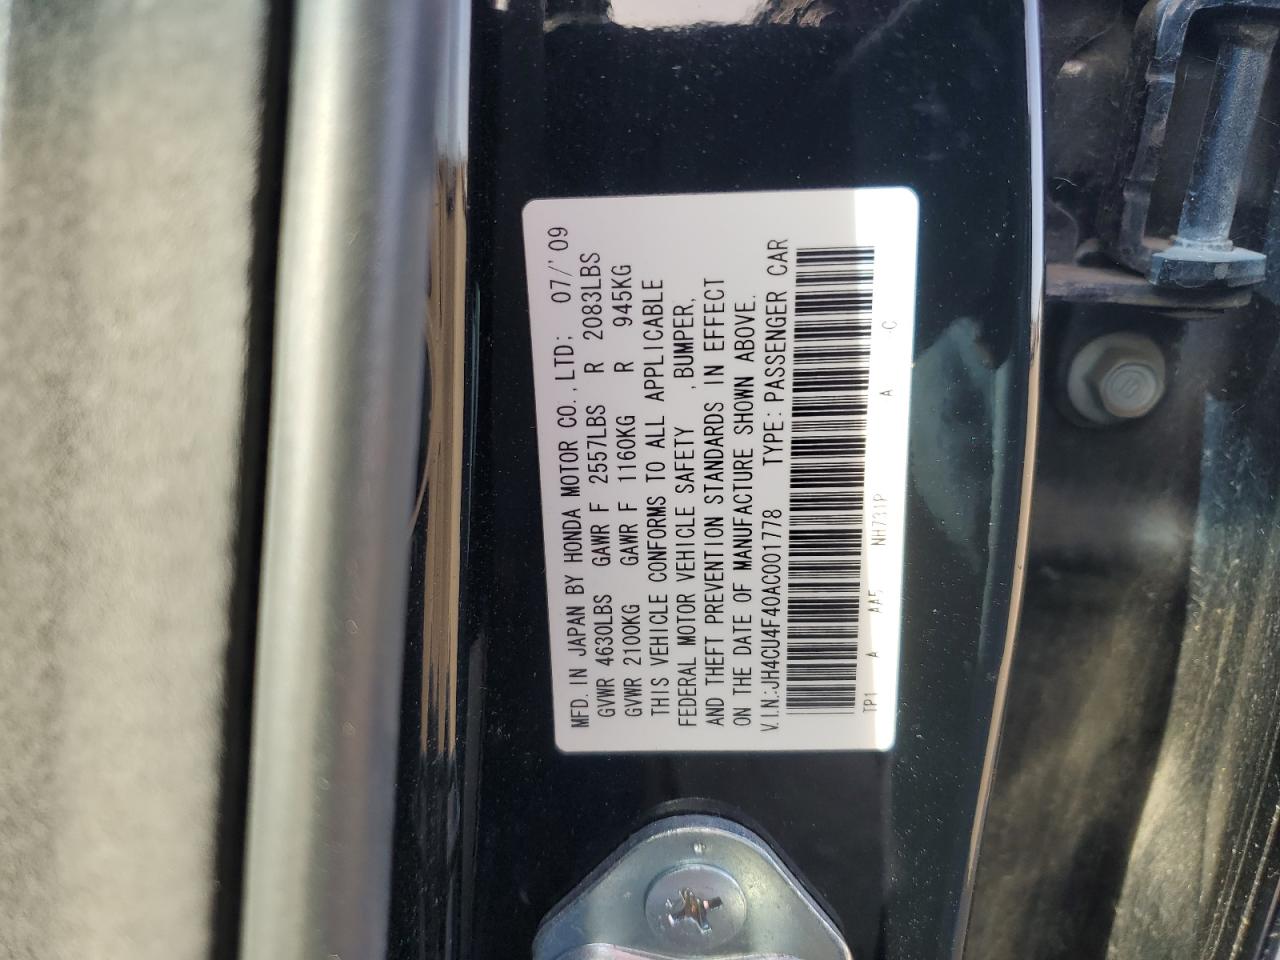 MFD. IN JAPAN BY HONDA MOTOR CO., LTD: 07/'09
GVWR 4630LBS GAWR F 2557LBS R 2083LBS
GVWR 2100KG GAWR F 1160KG R 945KG
THIS VEHICLE CONFORMS TO ALL APPLICABLE
FEDERAL MOTOR VEHICLE SAFETY ,BUMPER,
AND THEFT PREVENTION STANDARDS IN EFFECT
ON THE DATE OF MANUFACTURE SHOWN ABOVE.
V.I.N.:JH4CU4F40AC001778 TYPE: PASSENGER CAR
TP1 A AA5 NH731P A C